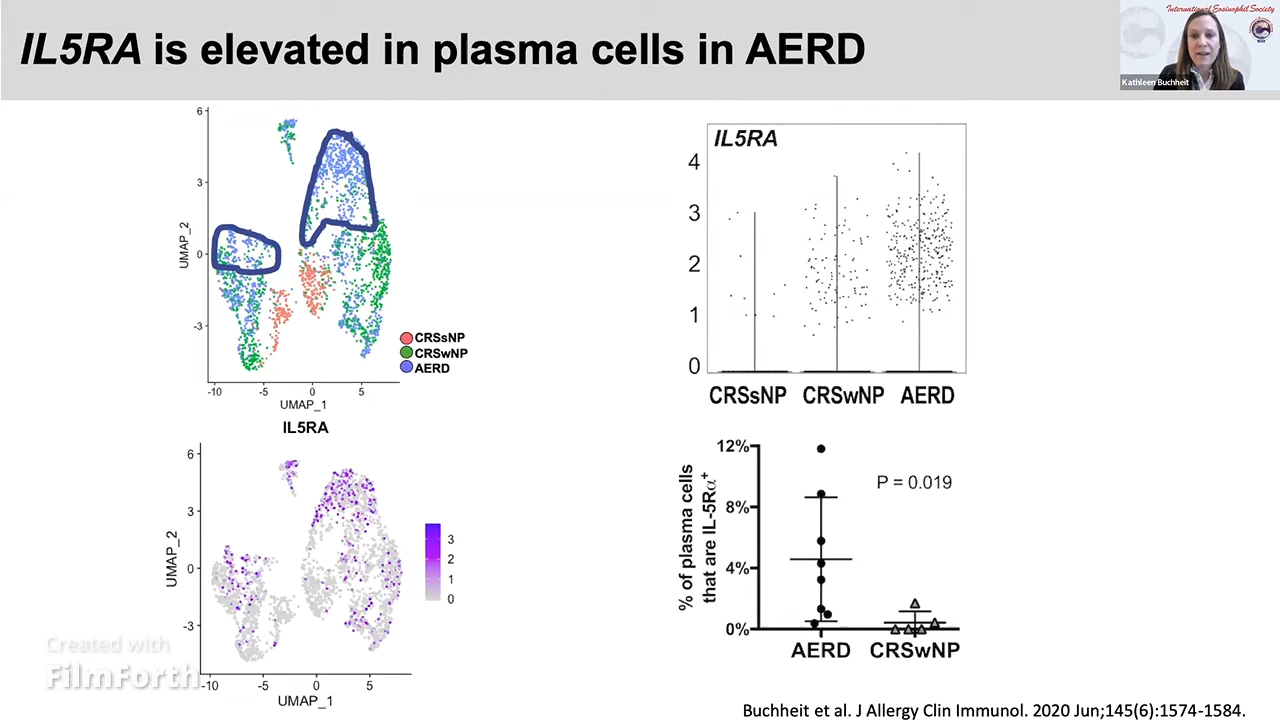 IL5RA is elevated in plasma cells in AERD
International Eosinophil Society
Kathleen Buchheit
6
3
0
-3
UMAP_2
-10
-5
0
5
UMAP_1
CRSsNP
CRSwNP
AERD
IL5RA
6
3
0
-3
UMAP_2
-10
-5
0
5
UMAP_1
3
2
1
0
IL5RA
4
3
2
1
0
CRSsNP CRSwNP AERD
% of plasma cells
that are IL-5Rα+
12%
8%
4%
0%
P = 0.019
AERD CRSwNP
Created with
FilmForth
Buchheit et al. J Allergy Clin Immunol. 2020 Jun;145(6):1574-1584.